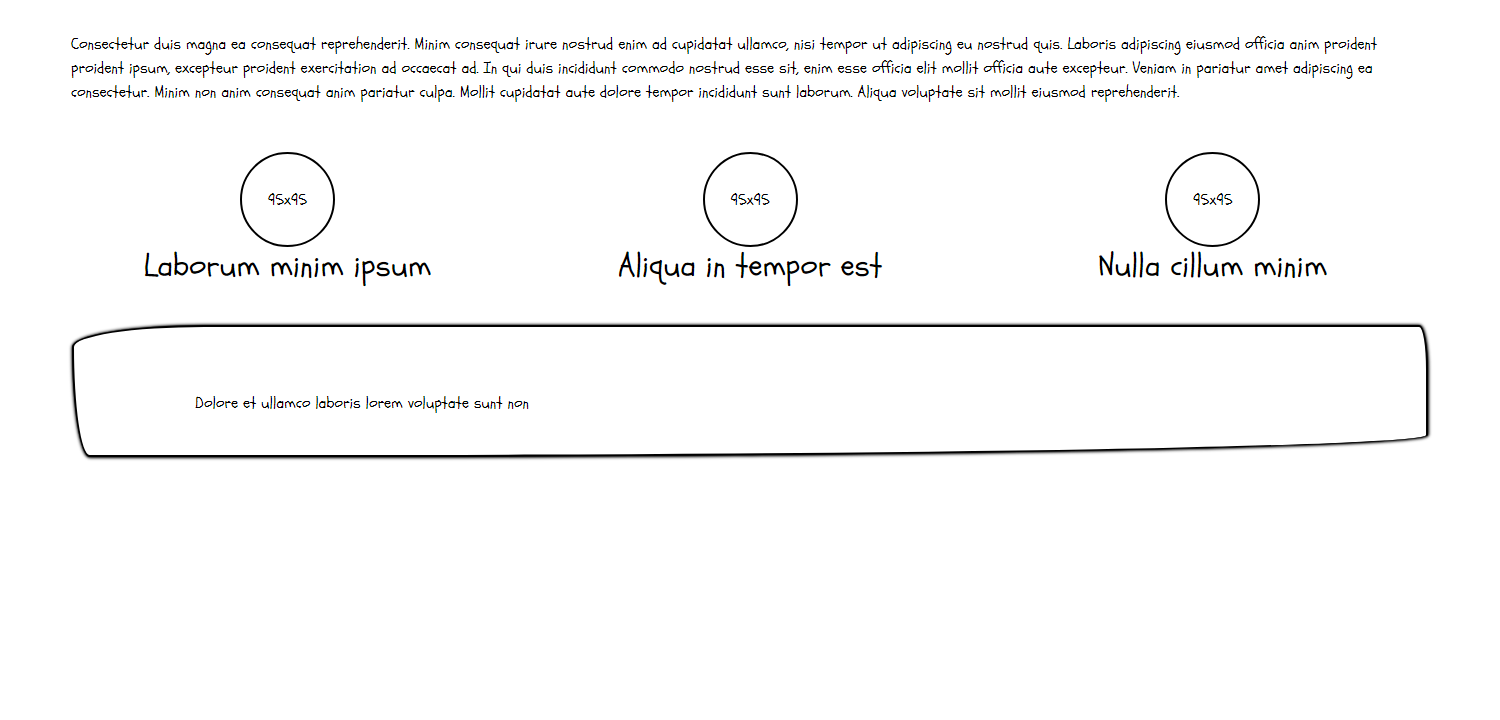 Consectetur duis magna ea consequat reprehenderit. Minim consequat irure nostrud enim ad cupidatat ullamco, nisi tempor ut adipiscing eu nostrud quis. Laboris adipiscing eiusmod officia anim proident
proident ipsum, excepteur proident exercitation ad occaecat ad. In qui duis incididunt commodo nostrud esse sit, enim esse officia elit mollit officia aute excepteur. Veniam in pariatur amet adipiscing ea
consectetur. Minim non anim consequat anim pariatur culpa. Mollit cupidatat aute dolore tempor incididunt sunt laborum. Aliqua voluptate sit mollit eiusmod reprehenderit.
95x95
95x95
95x95
Laborum minim ipsum
Aliqua in tempor est
Nulla cillum minim
Dolore et ullamco laboris lorem voluptate sunt non